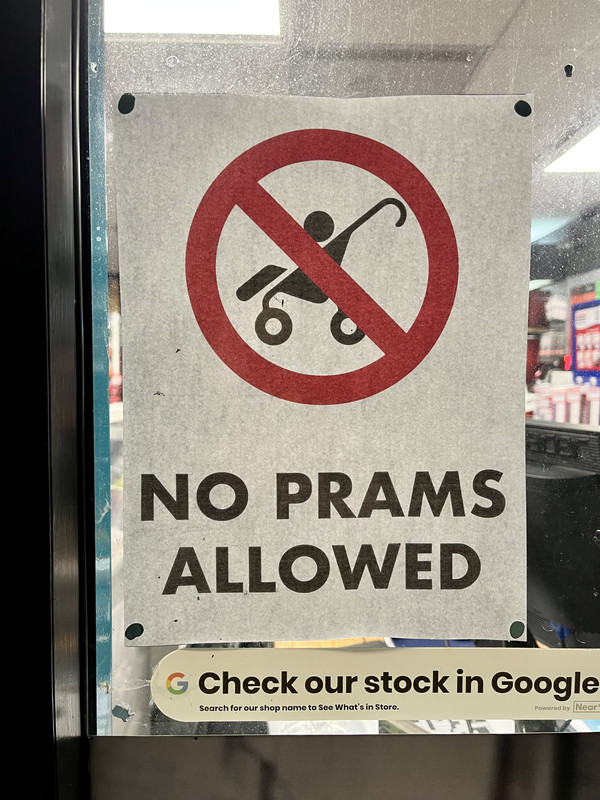 NO PRAMS
ALLOWED
G Check our stock in Google
Search for our shop name to See What's in Store.
Powered by Near